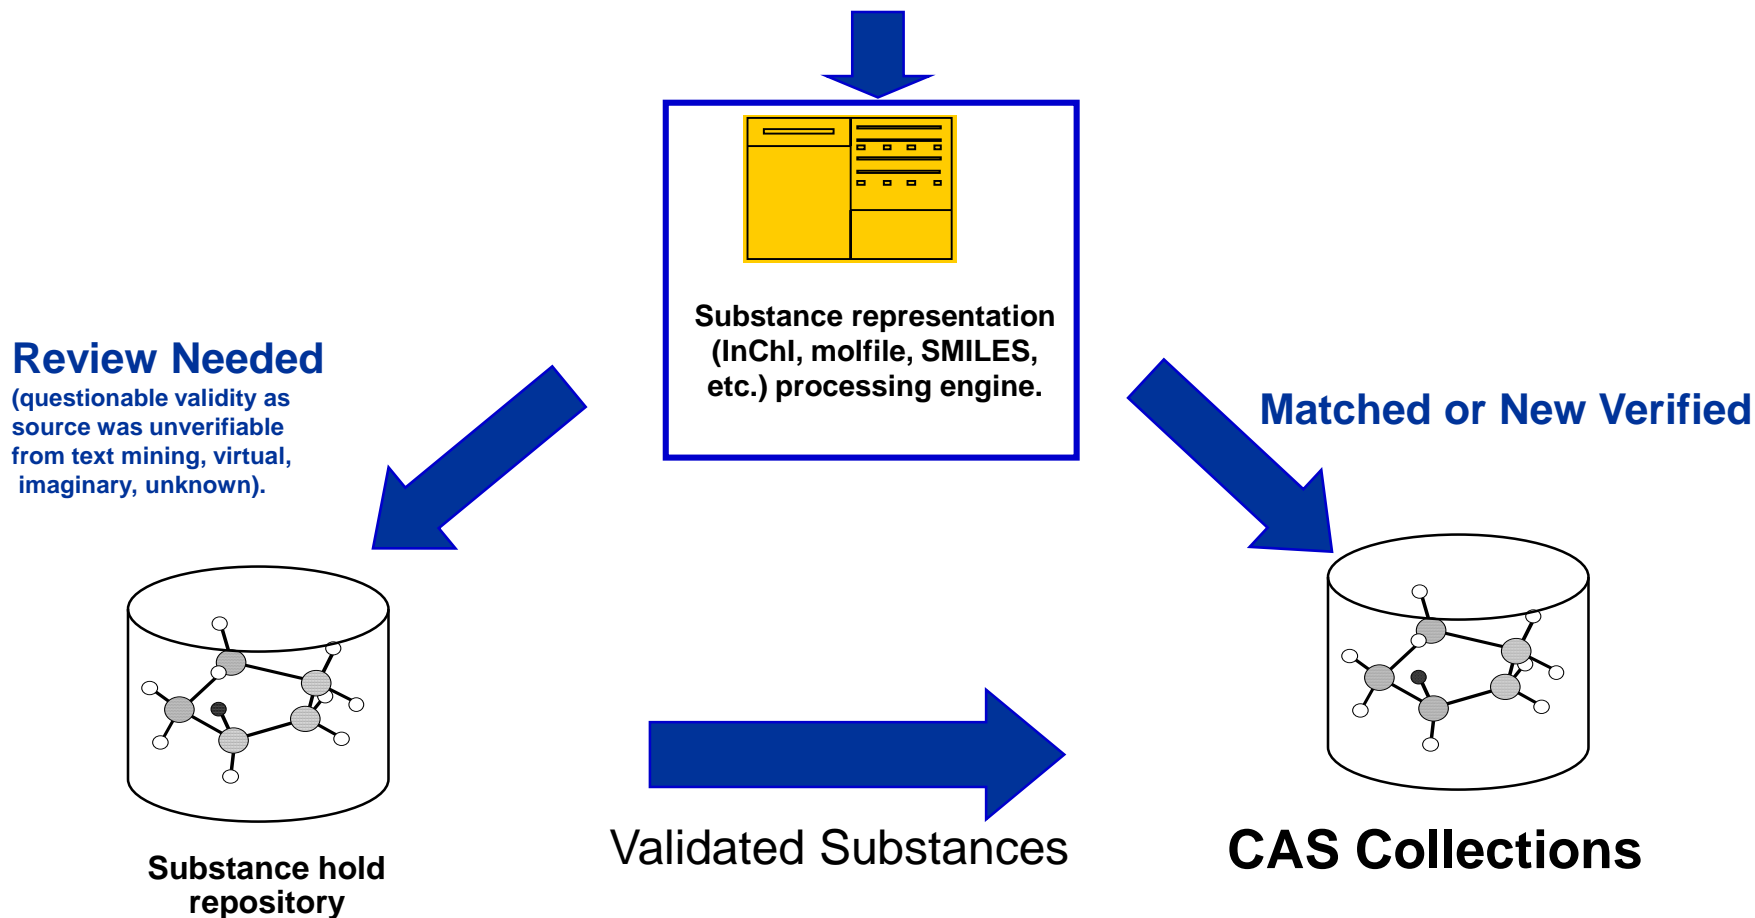 Substance representation
(InChI, molfile, SMILES,
etc.) processing engine.
Review Needed
(questionable validity as
source was unverifiable
from text mining, virtual,
imaginary, unknown).
Matched or New Verified
Validated Substances
CAS Collections
Substance hold
repository